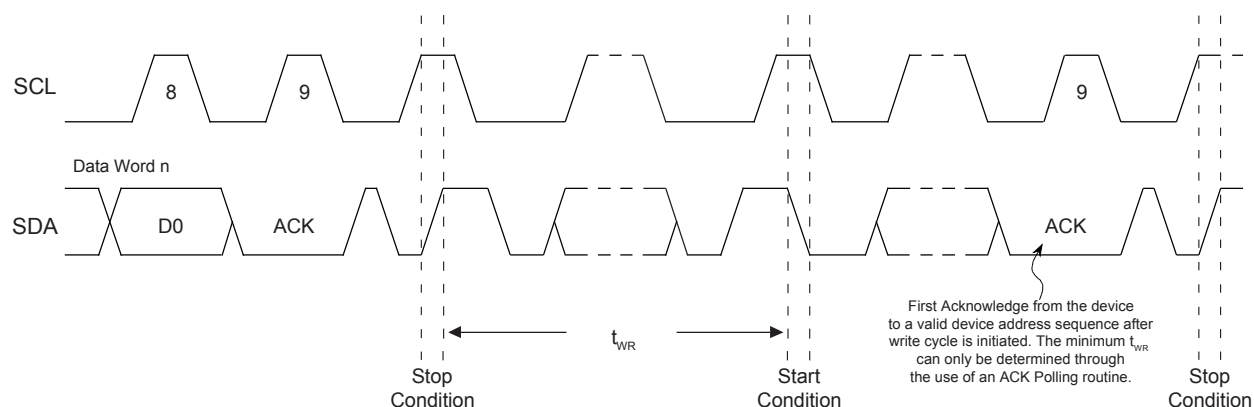 SCL
8
9
9
Data Word n
SDA
D0
ACK
ACK
First Acknowledge from the device
to a valid device address sequence after
write cycle is initiated. The minimum tWR
can only be determined through
the use of an ACK Polling routine.
tWR
Stop
Condition
Start
Condition
Stop
Condition